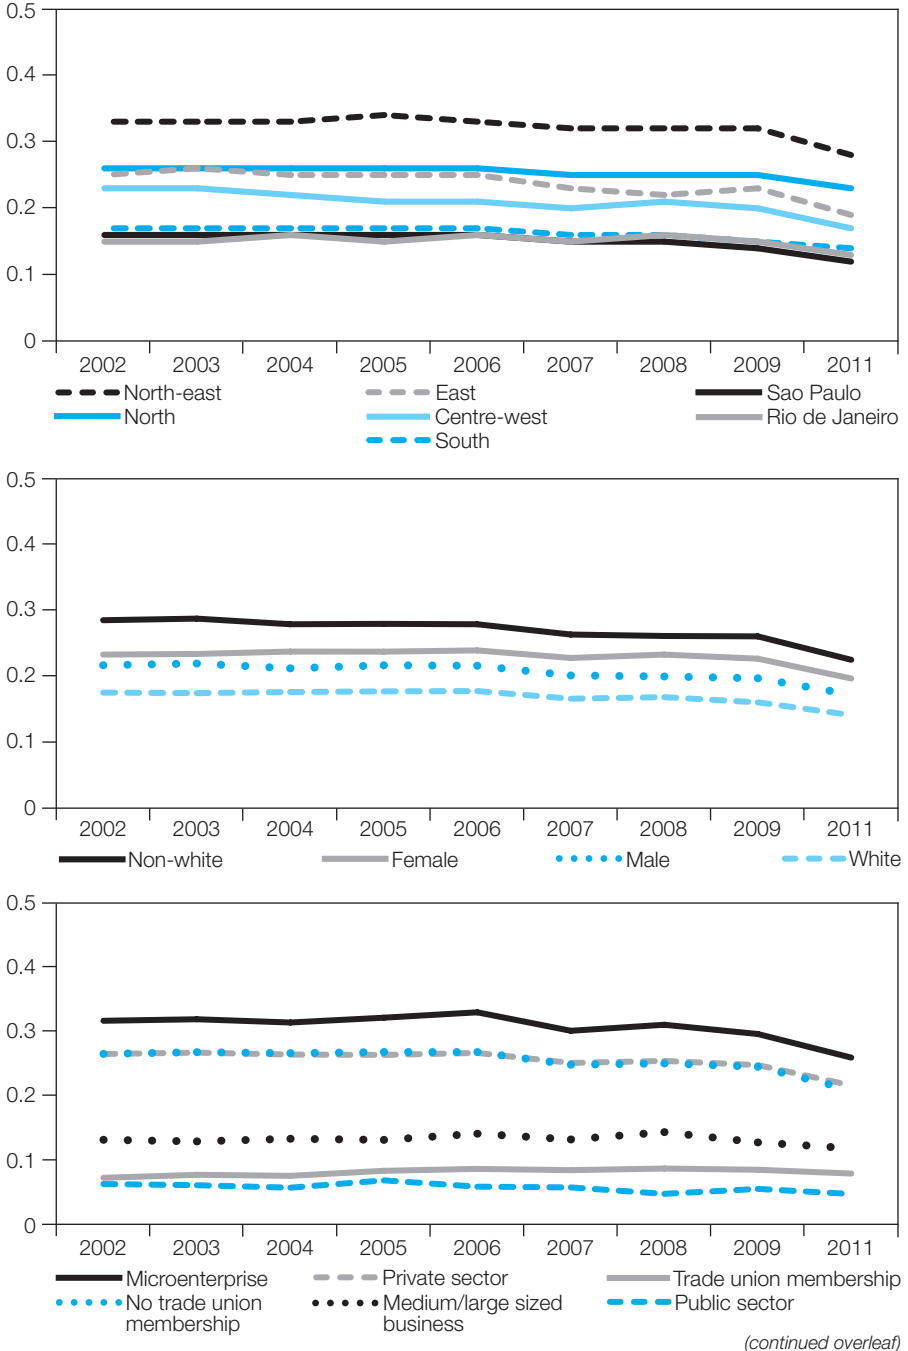 0.5
0.4
0.3
0.2
0.1
0
2002 2003 2004 2005 2006 2007 2008 2009 2011
North-east East Sao Paulo
North Centre-west Rio de Janeiro
South
0.5
0.4
0.3
0.2
0.1
0
2002 2003 2004 2005 2006 2007 2008 2009 2011
Non-white Female Male White
0.5
0.4
0.3
0.2
0.1
0
2002 2003 2004 2005 2006 2007 2008 2009 2011
Microenterprise Private sector Trade union membership
No trade union Medium/large sized Public sector
membership business
(continued overleaf)